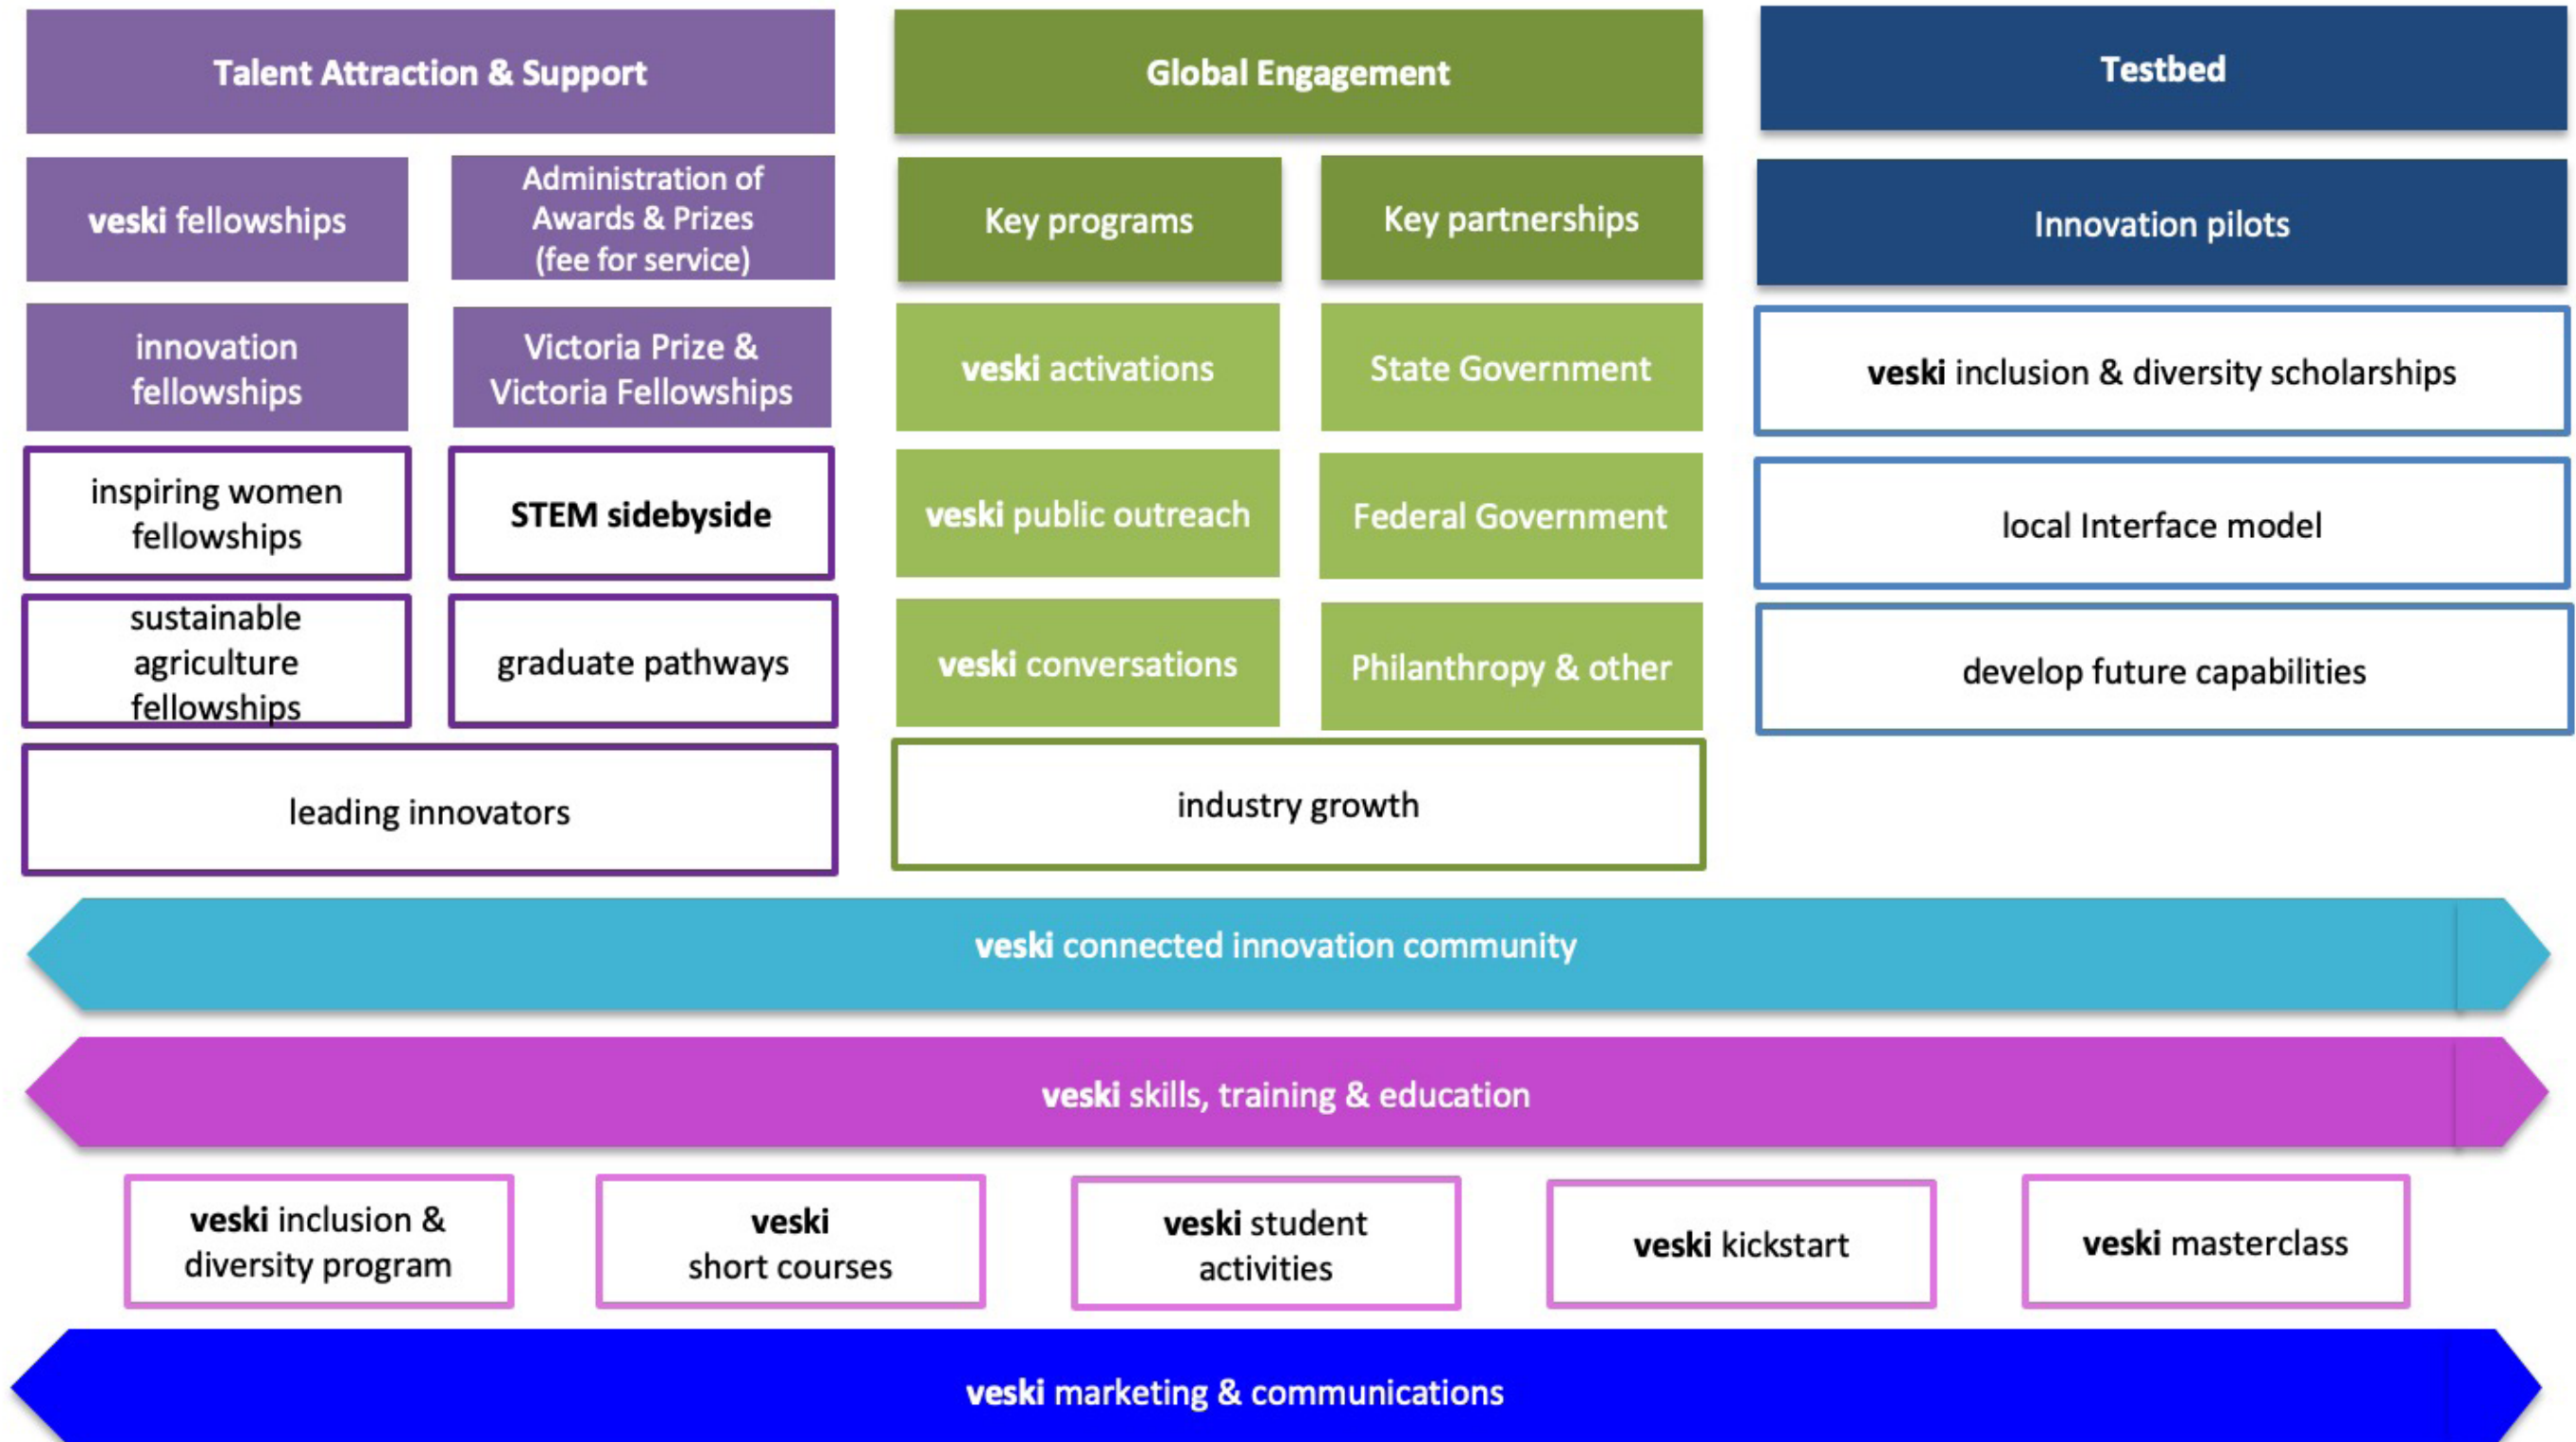 Talent Attraction & Support
Global Engagement
Testbed
veski fellowships
Administration of
Awards & Prizes
(fee for service)
Key programs
Key partnerships
Innovation pilots
innovation
fellowships
Victoria Prize &
Victoria Fellowships
veski activations
State Government
veski inclusion & diversity scholarships
inspiring women
fellowships
STEM sidebyside
veski public outreach
Federal Government
local Interface model
sustainable
agriculture
fellowships
graduate pathways
veski conversations
Philanthropy & other
develop future capabilities
leading innovators
industry growth
veski connected innovation community
veski skills, training & education
veski inclusion &
diversity program
veski
short courses
veski student
activities
veski kickstart
veski masterclass
veski marketing & communications